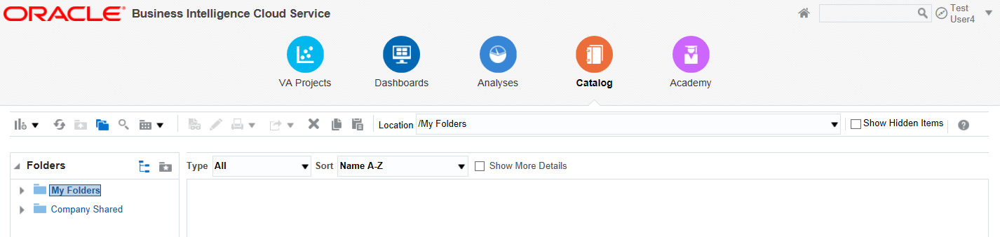 ORACLE Business Intelligence Cloud Service
Test
User4
VA Projects Dashboards Analyses Catalog Academy
Location /My Folders Show Hidden Items ?
Folders
Type All Sort Name A-Z Show More Details
My Folders
Company Shared